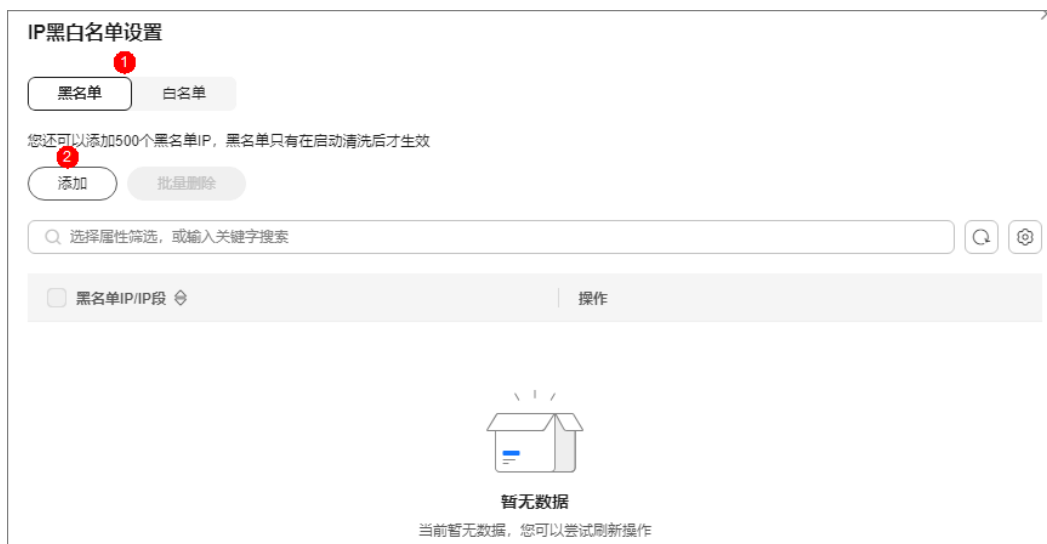 IP黑白名单设置
1
黑名单 白名单
您还可以添加500个黑名单IP，黑名单只有在启动清洗后才生效
2
添加 批量删除
选择属性筛选，或输入关键字搜索
黑名单IP/IP段 操作
暂无数据
当前暂无数据，您可以尝试刷新操作